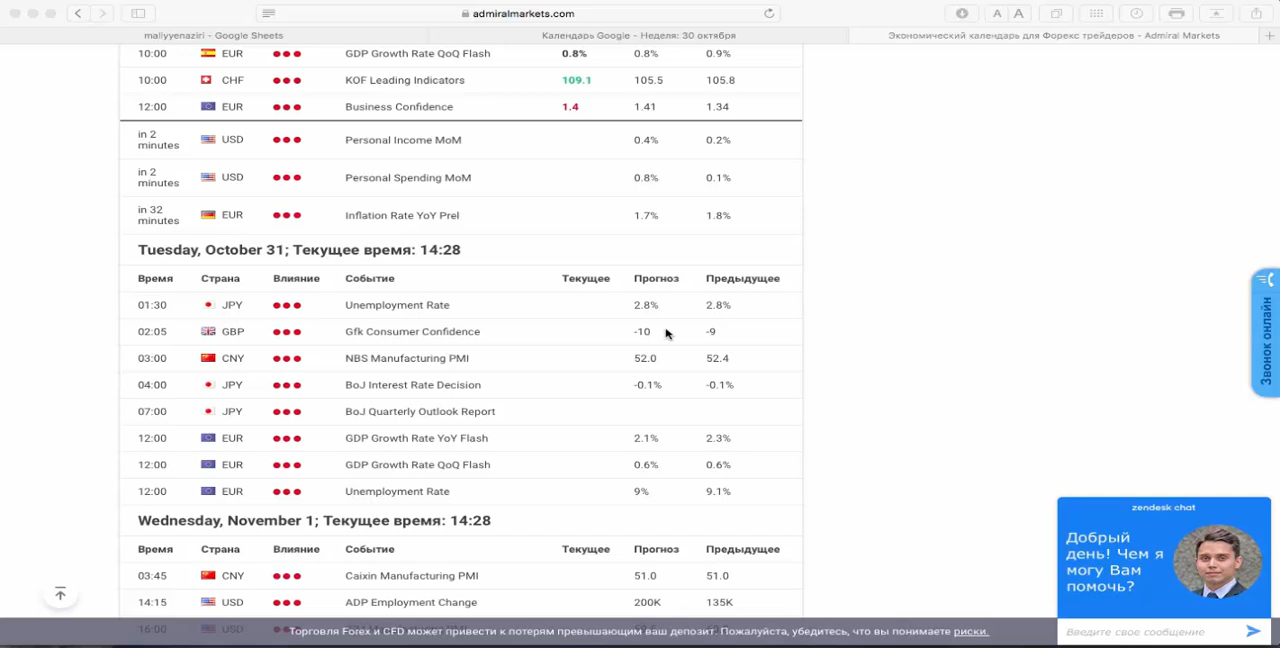 admiralmarkets.com
A A
maliyyenaziri - Google Sheets
Календарь Google - Неделя: 30 октября
Экономический календарь для Форекс трейдеров - Admiral Markets
10:00 EUR GDP Growth Rate QoQ Flash 0.8% 0.8% 0.9%
10:00 CHF KOF Leading Indicators 109.1 105.5 105.8
12:00 EUR Business Confidence 1.4 1.41 1.34
in 2 minutes USD Personal Income MoM 0.4% 0.2%
in 2 minutes USD Personal Spending MoM 0.8% 0.1%
in 32 minutes EUR Inflation Rate YoY Prel 1.7% 1.8%
Tuesday, October 31; Текущее время: 14:28
Время Страна Влияние Событие Текущее Прогноз Предыдущее
01:30 JPY Unemployment Rate 2.8% 2.8%
02:05 GBP Gfk Consumer Confidence -10 -9
03:00 CNY NBS Manufacturing PMI 52.0 52.4
04:00 JPY BoJ Interest Rate Decision -0.1% -0.1%
07:00 JPY BoJ Quarterly Outlook Report
12:00 EUR GDP Growth Rate YoY Flash 2.1% 2.3%
12:00 EUR GDP Growth Rate QoQ Flash 0.6% 0.6%
12:00 EUR Unemployment Rate 9% 9.1%
Wednesday, November 1; Текущее время: 14:28
Время Страна Влияние Событие Текущее Прогноз Предыдущее
03:45 CNY Caixin Manufacturing PMI 51.0 51.0
14:15 USD ADP Employment Change 200K 135K
16:00 USD
Торговля Forex и CFD может привести к потерям превышающим ваш депозит. Пожалуйста, убедитесь, что вы понимаете риски.
Звонок онлайн
zendesk chat
Добрый
день! Чем я
могу Вам
помочь?
Введите свое сообщение